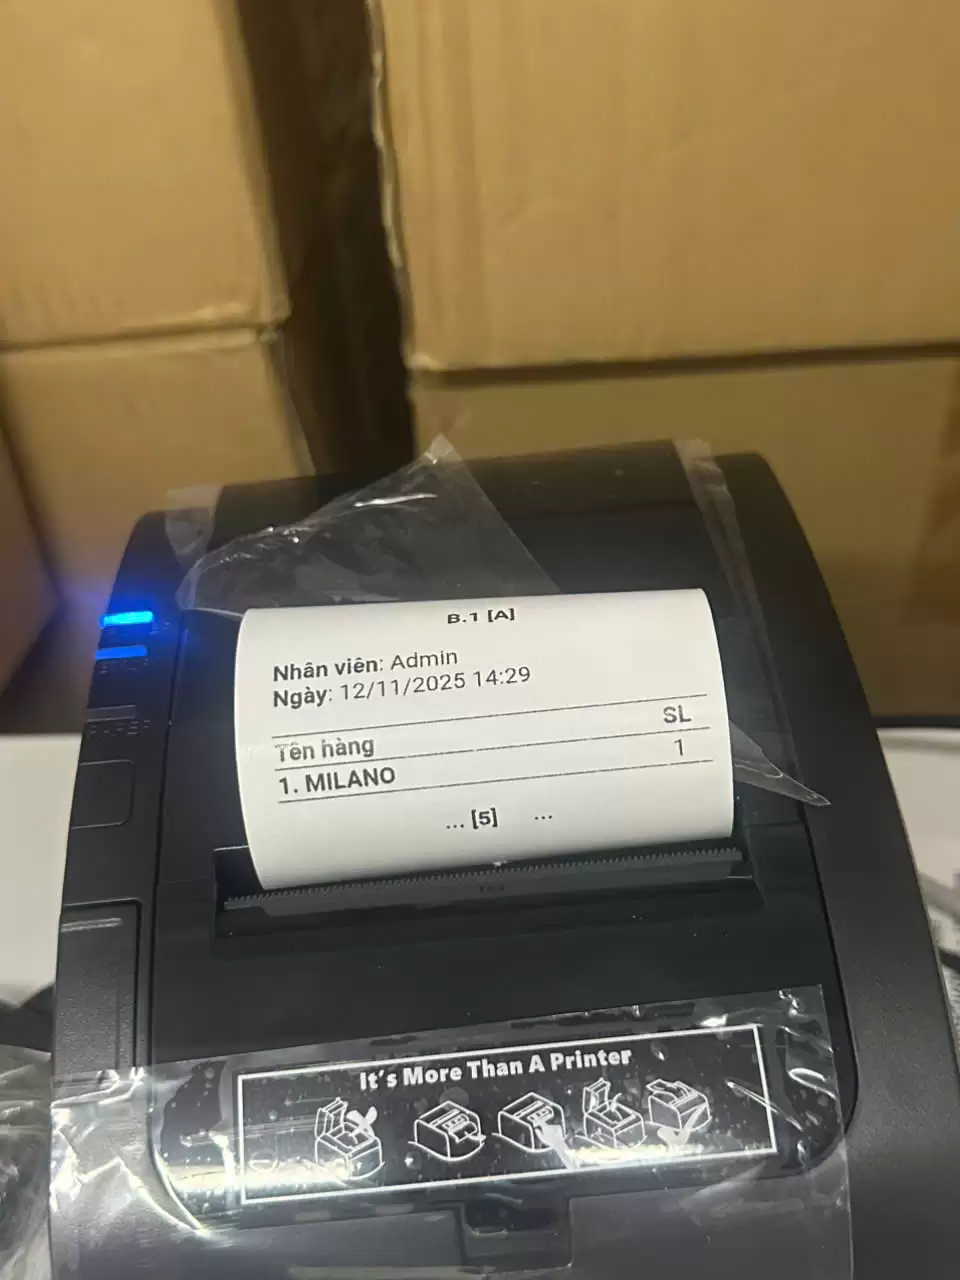 B.1 [A]
Nhân viên: Admin
Ngày: 12/11/2025 14:29
Tên hàng SL
1. MILANO 1
... [5] ...
It's More Than A Printer